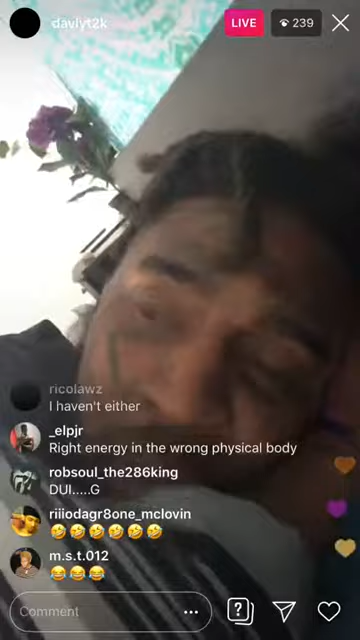 davlyt2k
LIVE
239
ricolawz
I haven't either
_elpjr
Right energy in the wrong physical body
robsoul_the286king
DUI.....G
riiiodagr8one_mclovin
🤣🤣🤣🤣🤣🤣
m.s.t.012
😂😂😂
Comment